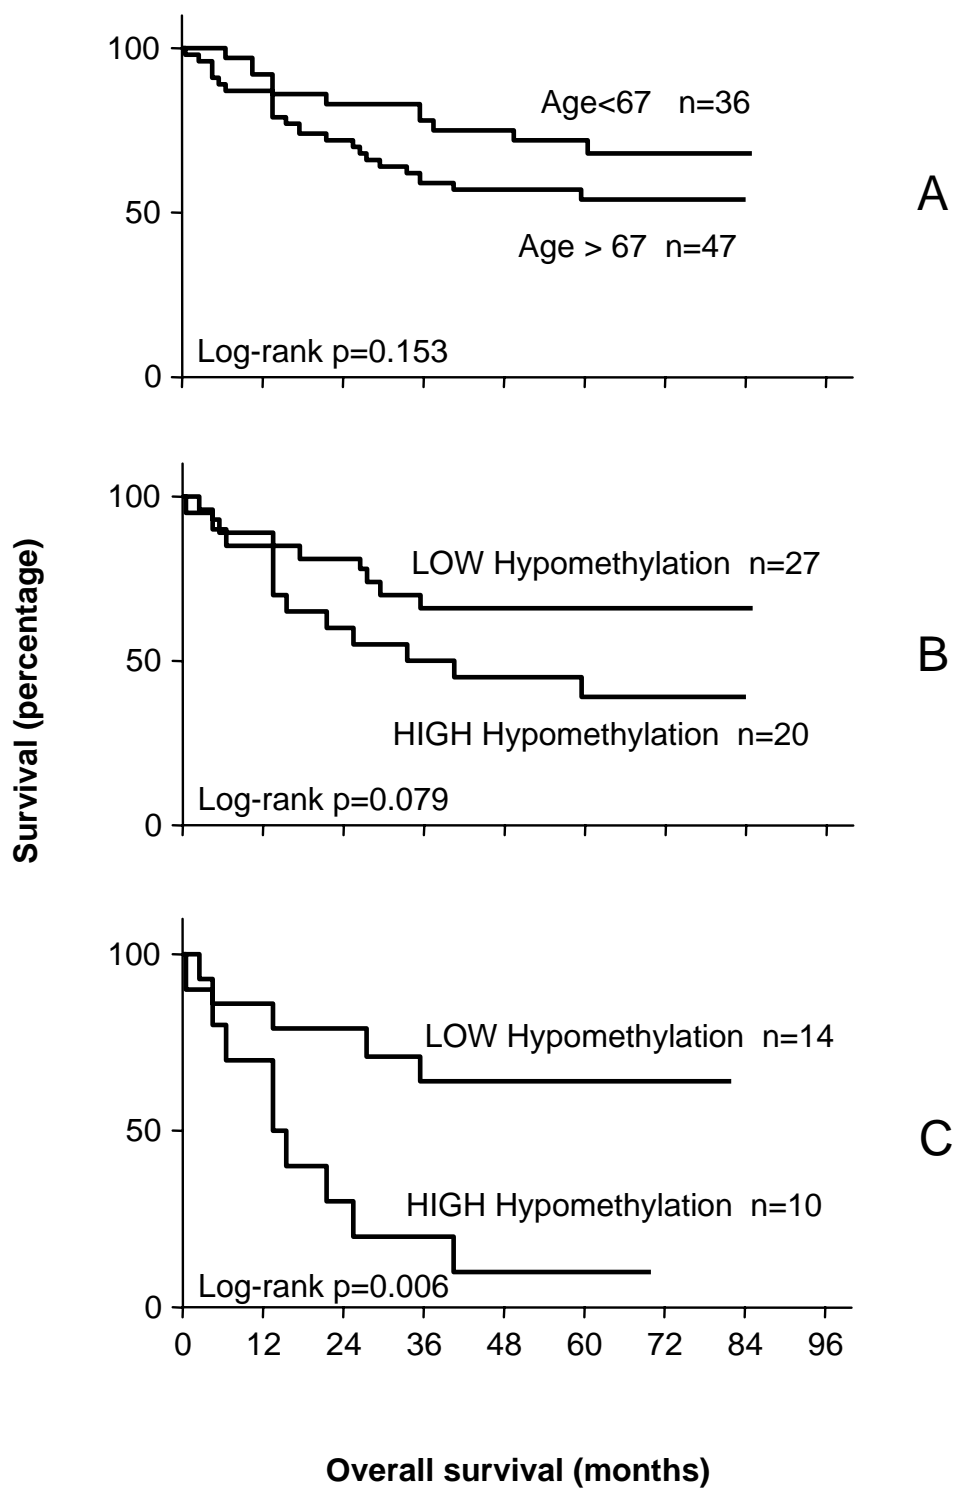 100
Age<67 n=36
A
50
Age > 67 n=47
Log-rank p=0.153
0
Survival (percentage)
100
LOW Hypomethylation n=27
B
50
HIGH Hypomethylation n=20
Log-rank p=0.079
0
100
LOW Hypomethylation n=14
50
C
HIGH Hypomethylation n=10
Log-rank p=0.006
0
0 12 24 36 48 60 72 84 96
Overall survival (months)